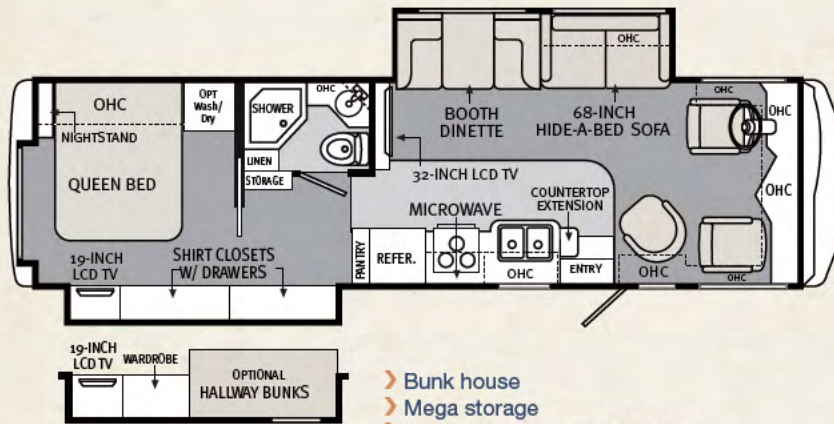 OHC
OPT
Wash/
Dry
NIGHTSTAND
QUEEN BED
SHOWER
OHC
LINEN
STORAGE
BOOTH
DINETTE
OHC
68-INCH
HIDE-A-BED SOFA
OHC
OHC
OHC
32-INCH LCD TV
MICROWAVE
COUNTERTOP
EXTENSION
19-INCH
LCD TV
SHIRT CLOSETS
W/ DRAWERS
PANTRY
REFER.
OHC
ENTRY
OHC
OHC
19-INCH
LCD TV
WARDROBE
OPTIONAL
HALLWAY BUNKS
› Bunk house
› Mega storage